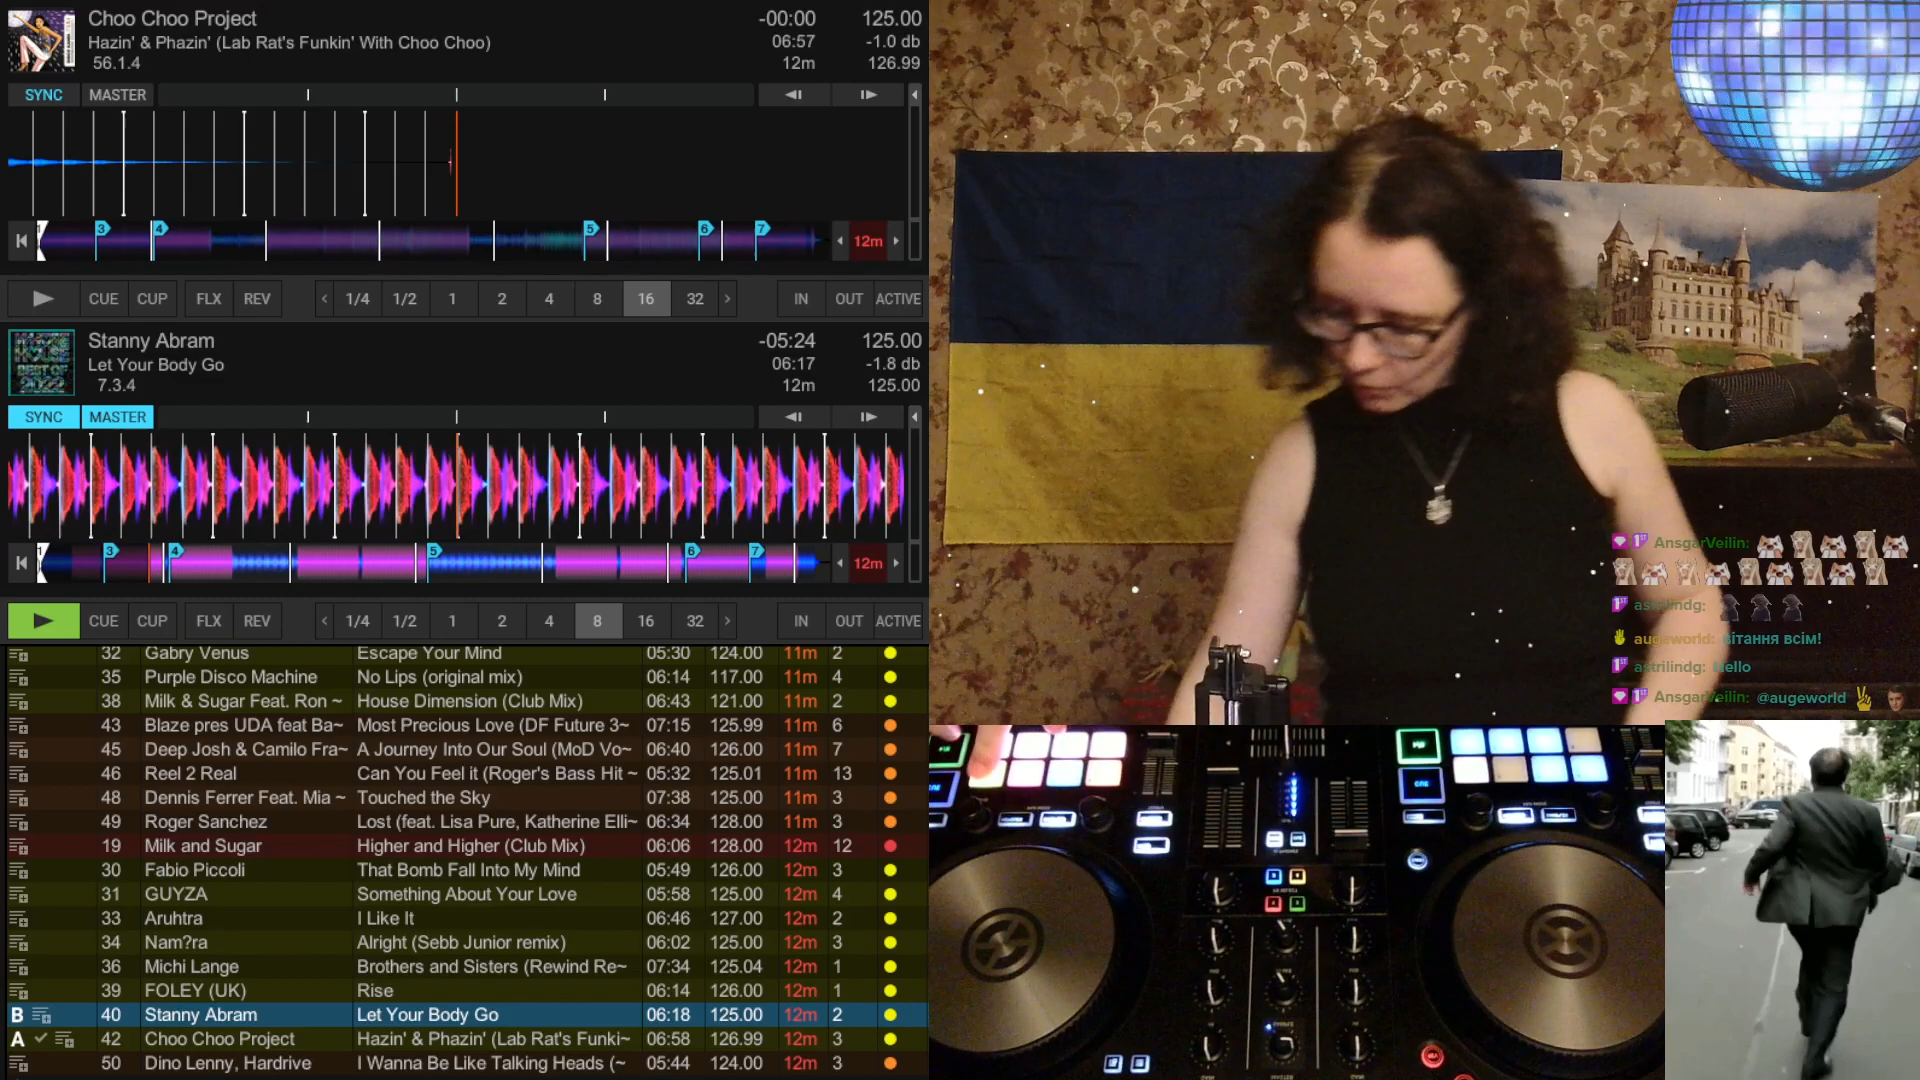 Choo Choo Project
-00:00 125.00
Hazin' & Phazin' (Lab Rat's Funkin' With Choo Choo)
06:57 -1.0 db
56.1.4
12m 126.99
SYNC MASTER
3 4 5 6 7
12m
CUE CUP FLX REV 1/4 1/2 1 2 4 8 16 32 IN OUT ACTIVE
Stanny Abram
-05:24 125.00
Let Your Body Go
06:17 -1.8 db
7.3.4
12m 125.00
SYNC MASTER
1 3 4 5 6 7
12m
CUE CUP FLX REV 1/4 1/2 1 2 4 8 16 32 IN OUT ACTIVE
32 Gabry Venus Escape Your Mind 05:30 124.00 11m 2
35 Purple Disco Machine No Lips (original mix) 06:14 117.00 11m 4
38 Milk & Sugar Feat. Ron ~ House Dimension (Club Mix) 06:43 121.00 11m 2
43 Blaze pres UDA feat Ba~ Most Precious Love (DF Future 3~ 07:15 125.99 11m 6
45 Deep Josh & Camilo Fra~ A Journey Into Our Soul (MoD Vo~ 06:40 126.00 11m 7
46 Reel 2 Real Can You Feel it (Roger's Bass Hit ~ 05:32 125.01 11m 13
48 Dennis Ferrer Feat. Mia ~ Touched the Sky 07:38 125.00 11m 3
49 Roger Sanchez Lost (feat. Lisa Pure, Katherine Elli~ 06:34 128.00 11m 3
19 Milk and Sugar Higher and Higher (Club Mix) 06:06 128.00 12m 12
30 Fabio Piccoli That Bomb Fall Into My Mind 05:49 126.00 12m 3
31 GUYZA Something About Your Love 05:58 125.00 12m 4
33 Aruhtra I Like It 06:46 127.00 12m 2
34 Nam?ra Alright (Sebb Junior remix) 06:02 125.00 12m 3
36 Michi Lange Brothers and Sisters (Rewind Re~ 07:34 125.04 12m 1
39 FOLEY (UK) Rise 06:14 126.00 12m 1
B 40 Stanny Abram Let Your Body Go 06:18 125.00 12m 2
A 42 Choo Choo Project Hazin' & Phazin' (Lab Rat's Funki~ 06:58 126.99 12m 3
50 Dino Lenny, Hardrive I Wanna Be Like Talking Heads (~ 05:44 124.00 12m 3
AnsgarVeilin:
astrilindg:
augeworld: вітання всім!
astrilindg: Hello
AnsgarVeilin: @augeworld